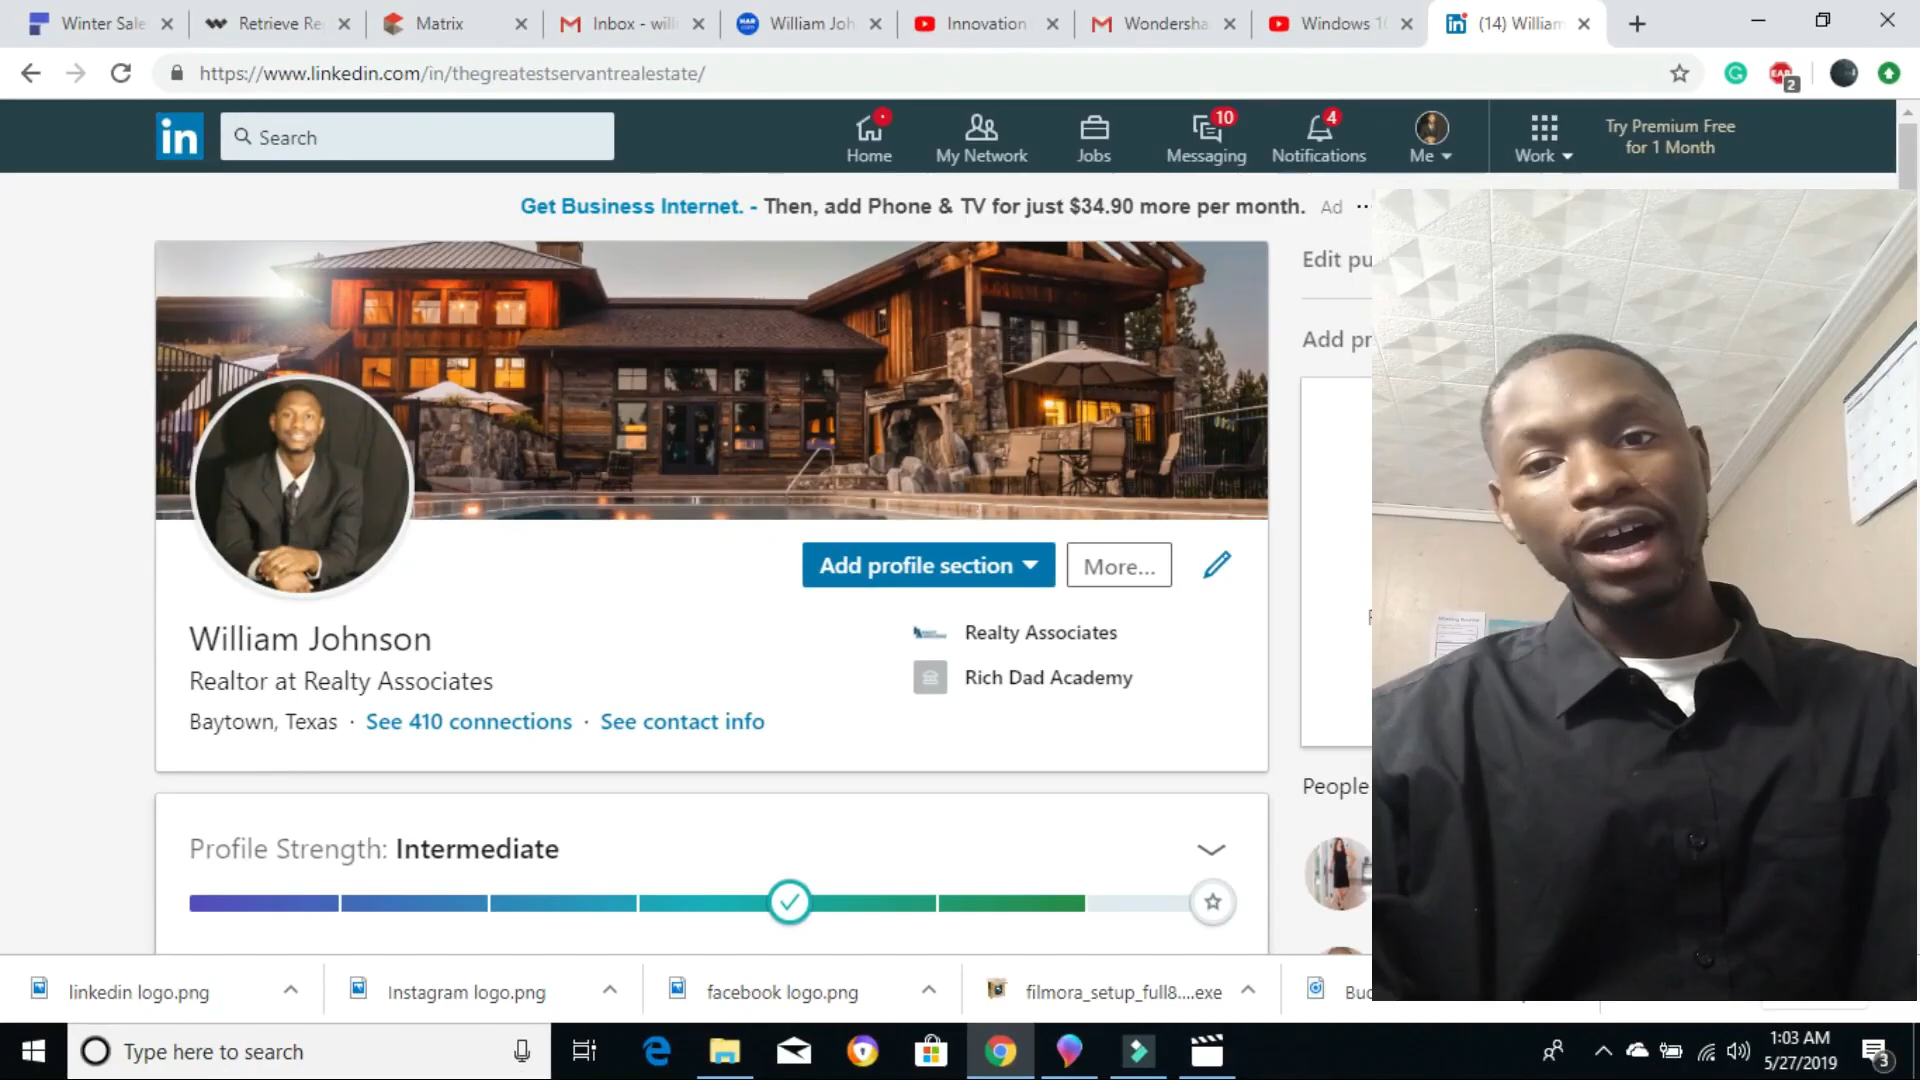 Winter Sale
Retrieve Re
Matrix
Inbox - will
William Joh
Innovation
Wondersha
Windows 10
(14) William
https://www.linkedin.com/in/thegreatestservantrealestate/
2
in
Search
Home
My Network
Jobs
10
Messaging
4
Notifications
Me
Work
Try Premium Free
for 1 Month
Get Business Internet. - Then, add Phone & TV for just $34.90 more per month. Ad
Edit pu
Add pr
Add profile section
More...
William Johnson
Realtor at Realty Associates
Baytown, Texas · See 410 connections · See contact info
Realty Associates
Rich Dad Academy
People
Profile Strength: Intermediate
linkedin logo.png
Instagram logo.png
facebook logo.png
filmora_setup_full8....exe
Type here to search
1:03 AM
5/27/2019
3